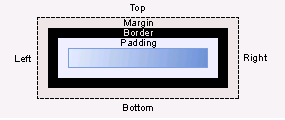 Top
Margin
Border
Padding
Left
Right
Bottom